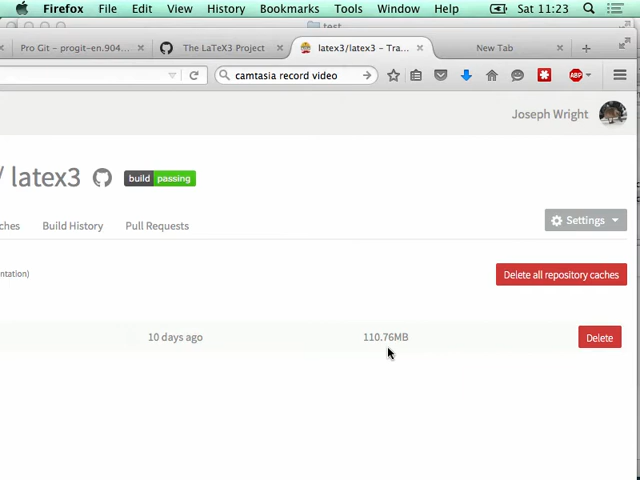 Firefox File Edit View History Bookmarks Tools Window Help Sat 11:23
test
Pro Git – progit-en.904... × The LaTeX3 Project × latex3/latex3 – Tra... × New Tab × +
camtasia record video ABP
Joseph Wright
/ latex3 build passing
ches Build History Pull Requests Settings
ntation) Delete all repository caches
10 days ago 110.76MB Delete